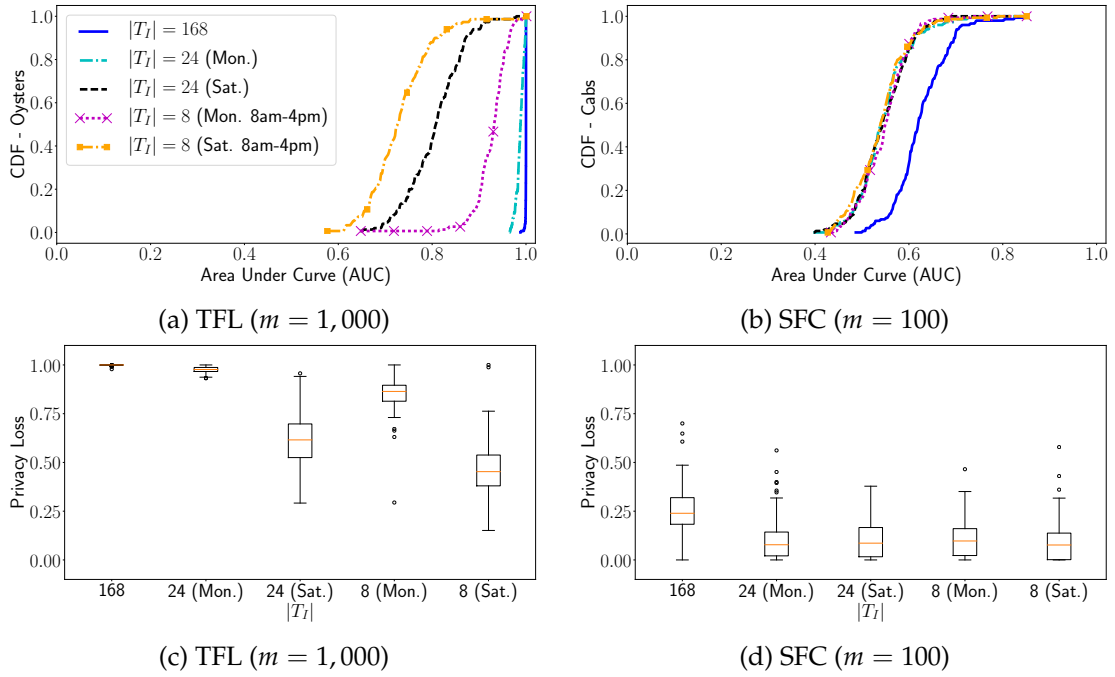 CDF - Oysters
1.0
0.8
0.6
0.4
0.2
0.0
|T_I| = 168
|T_I| = 24 (Mon.)
|T_I| = 24 (Sat.)
|T_I| = 8 (Mon. 8am-4pm)
|T_I| = 8 (Sat. 8am-4pm)
0.0 0.2 0.4 0.6 0.8 1.0
Area Under Curve (AUC)
(a) TFL (m = 1,000)
CDF - Cabs
1.0
0.8
0.6
0.4
0.2
0.0
0.0 0.2 0.4 0.6 0.8 1.0
Area Under Curve (AUC)
(b) SFC (m = 100)
Privacy Loss
1.00
0.75
0.50
0.25
0.00
168 24 (Mon.) 24 (Sat.) 8 (Mon.) 8 (Sat.)
|T_I|
(c) TFL (m = 1,000)
Privacy Loss
1.00
0.75
0.50
0.25
0.00
168 24 (Mon.) 24 (Sat.) 8 (Mon.) 8 (Sat.)
|T_I|
(d) SFC (m = 100)